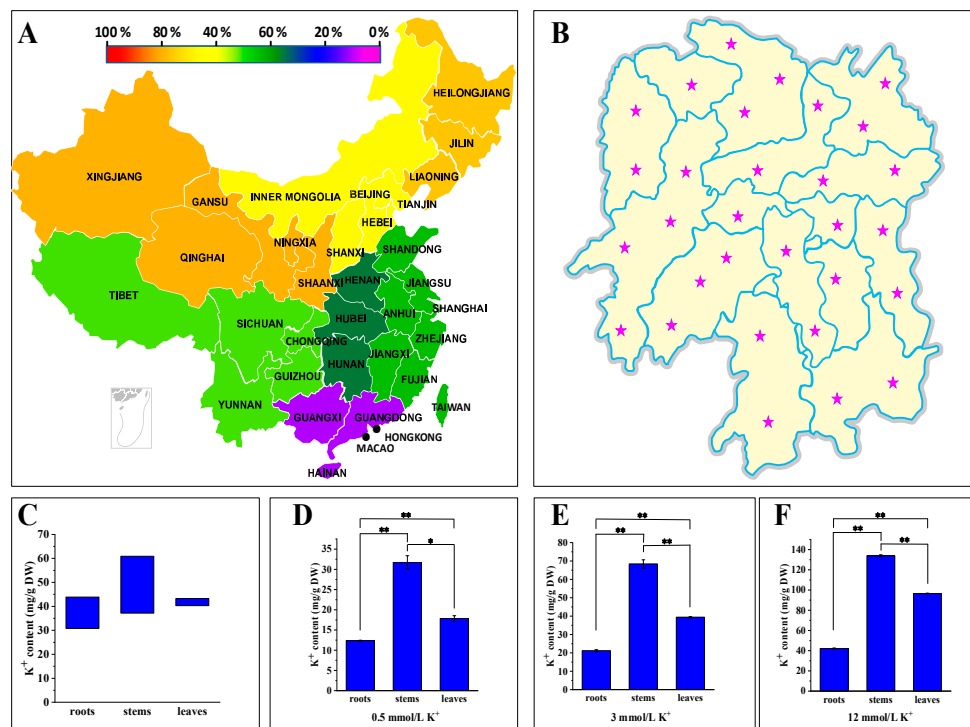 A
100 % 80 % 60 % 40 % 20 % 0 %
HEILONGJIANG
JILIN
LIAONING
XINGJIANG
GANSU
INNER MONGOLIA
BEIJING
TIANJIN
HEBEI
NINGXIA
SHANXI
SHANDONG
QINGHAI
SHAANXI
HENAN
JIANGSU
TIBET
SHANGHAI
ANHUI
HUBEI
SICHUAN
CHONGQING
ZHEJIANG
HUNAN
JIANGXI
GUIZHOU
FUJIAN
YUNNAN
GUANGXI
GUANGDONG
TAIWAN
HONGKONG
MACAO
HAINAN
B
C
K+ content (mg/g DW)
70
60
50
40
30
20
10
0
roots stems leaves
D
**
** *
K+ content (mg/g DW)
35
30
25
20
15
10
5
0
roots stems leaves
0.5 mmol/L K+
E
**
** **
K+ content (mg/g DW)
80
70
60
50
40
30
20
10
0
roots stems leaves
3 mmol/L K+
F
**
** **
K+ content (mg/g DW)
140
120
100
80
60
40
20
0
roots stems leaves
12 mmol/L K+